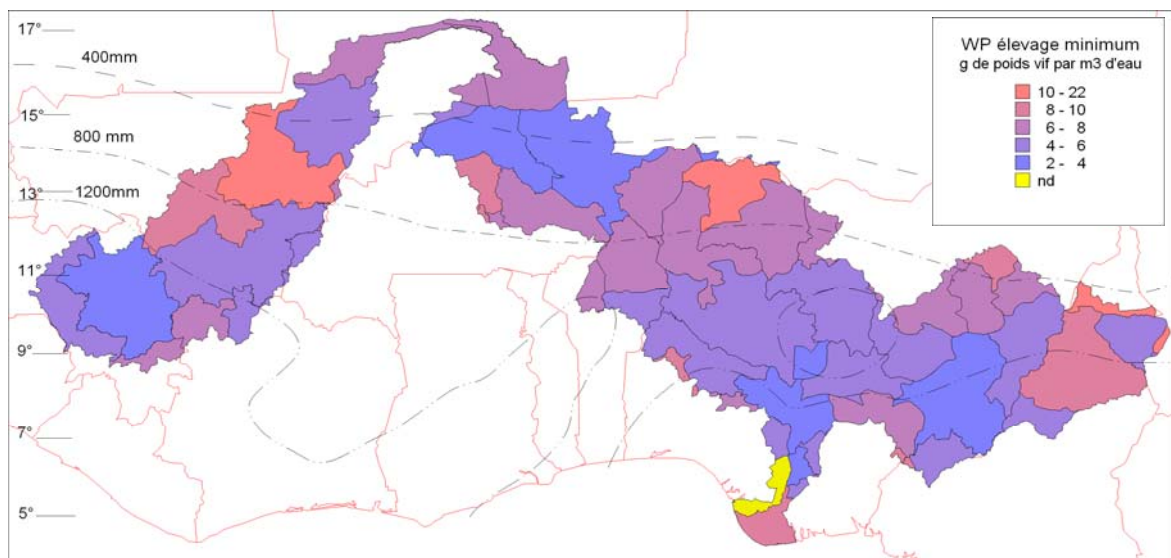 17°
400mm
15°
800 mm
13°
1200mm
11°
9°
7°
5°
WP élevage minimum
g de poids vif par m3 d'eau
10 - 22
8 - 10
6 - 8
4 - 6
2 - 4
nd